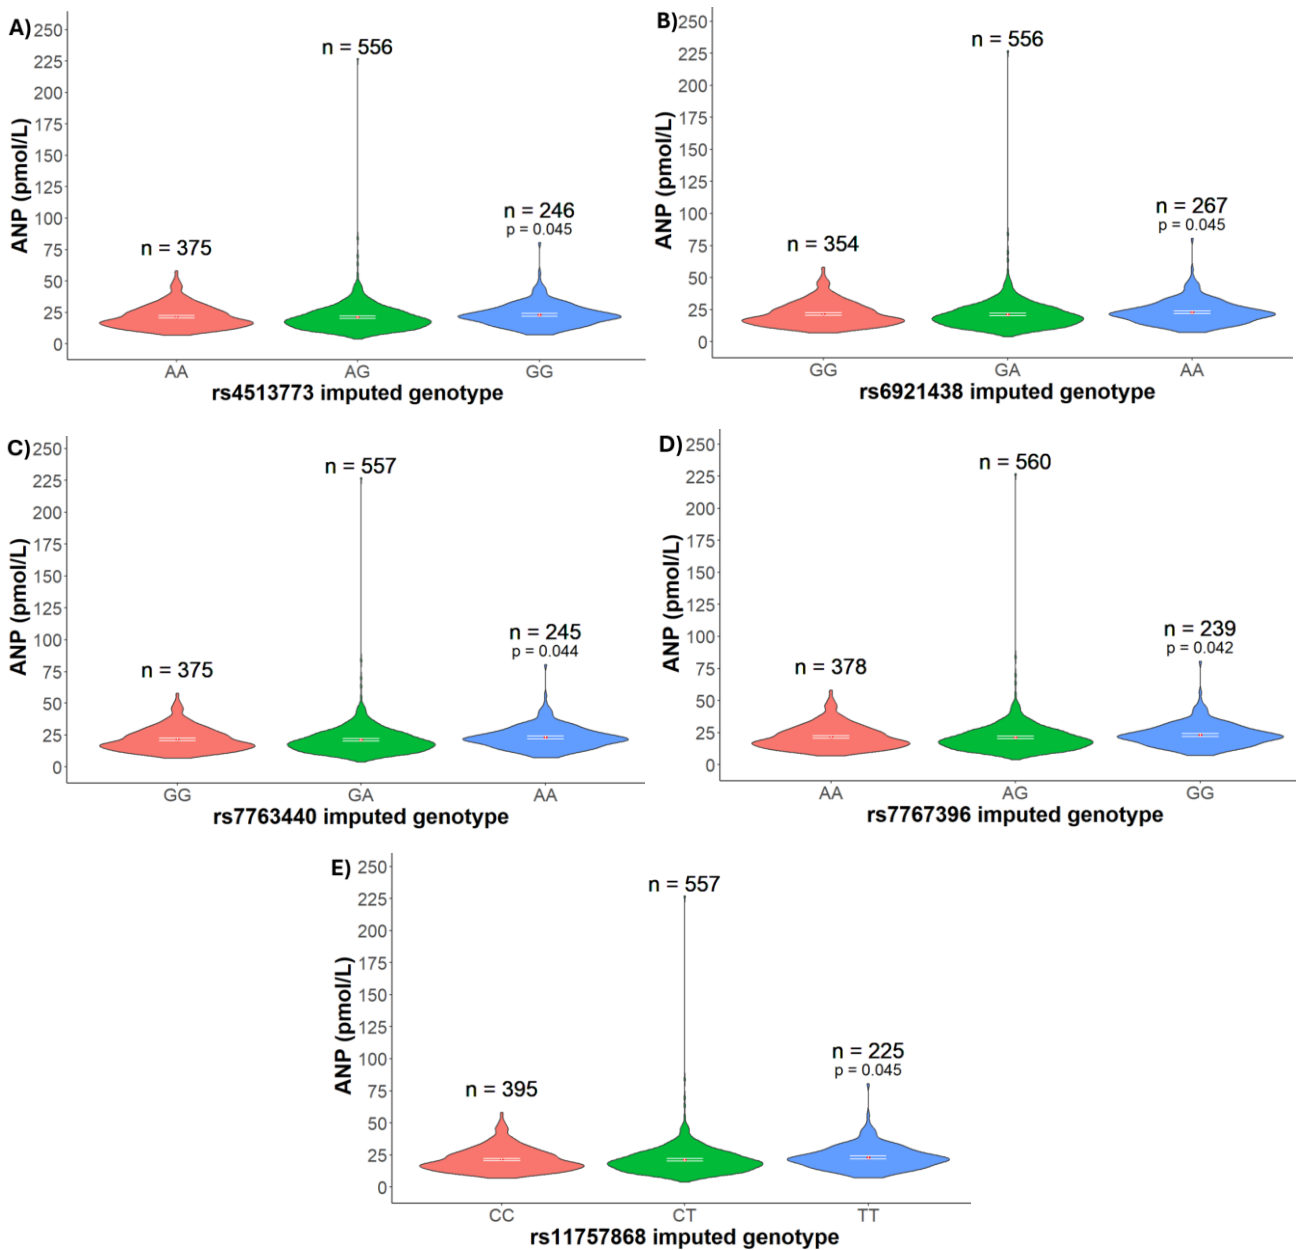 A)
ANP (pmol/L)
250
225
200
175
150
125
100
75
50
25
0
n = 375
n = 556
n = 246
p = 0.045
AA AG GG
rs4513773 imputed genotype
B)
ANP (pmol/L)
250
225
200
175
150
125
100
75
50
25
0
n = 354
n = 556
n = 267
p = 0.045
GG GA AA
rs6921438 imputed genotype
C)
ANP (pmol/L)
250
225
200
175
150
125
100
75
50
25
0
n = 375
n = 557
n = 245
p = 0.044
GG GA AA
rs7763440 imputed genotype
D)
ANP (pmol/L)
250
225
200
175
150
125
100
75
50
25
0
n = 378
n = 560
n = 239
p = 0.042
AA AG GG
rs7767396 imputed genotype
E)
ANP (pmol/L)
250
225
200
175
150
125
100
75
50
25
0
n = 395
n = 557
n = 225
p = 0.045
CC CT TT
rs11757868 imputed genotype